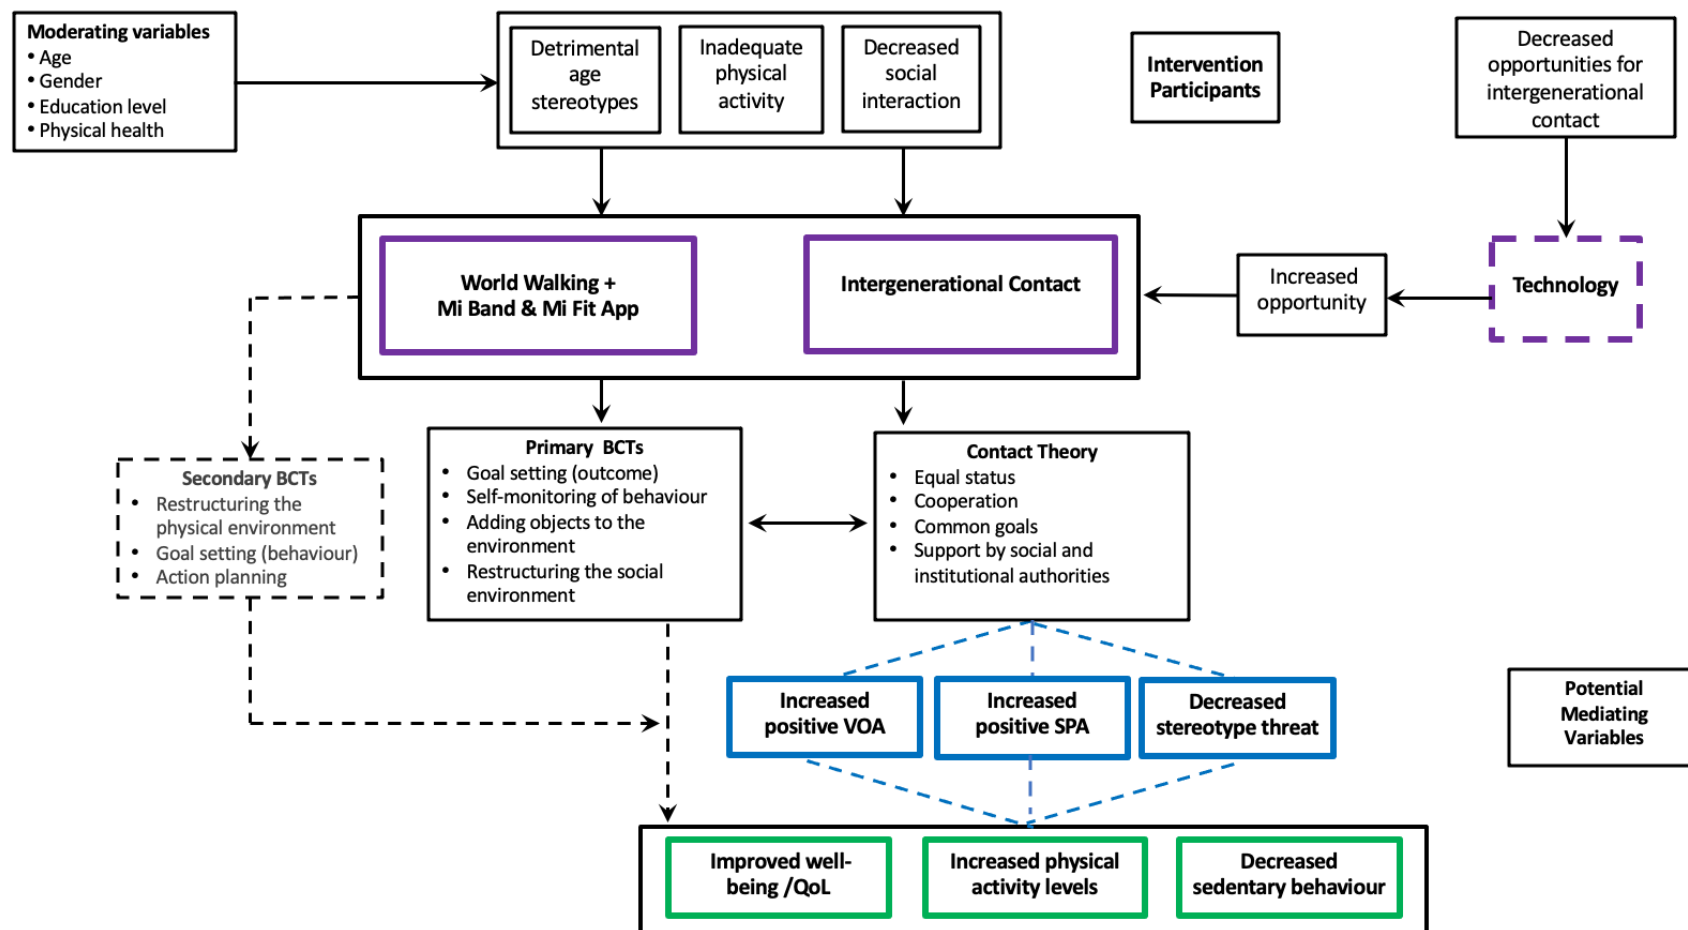 Moderating variables
• Age
• Gender
• Education level
• Physical health
Detrimental
age
stereotypes
Inadequate
physical
activity
Decreased
social
interaction
Intervention
Participants
Decreased
opportunities for
intergenerational
contact
World Walking +
Mi Band & Mi Fit App
Intergenerational Contact
Increased
opportunity
Technology
Secondary BCTs
• Restructuring the
physical environment
• Goal setting (behaviour)
• Action planning
Primary BCTs
• Goal setting (outcome)
• Self-monitoring of behaviour
• Adding objects to the
environment
• Restructuring the social
environment
Contact Theory
• Equal status
• Cooperation
• Common goals
• Support by social and
institutional authorities
Increased
positive VOA
Increased
positive SPA
Decreased
stereotype threat
Potential
Mediating
Variables
Improved well-
being /QoL
Increased physical
activity levels
Decreased
sedentary behaviour